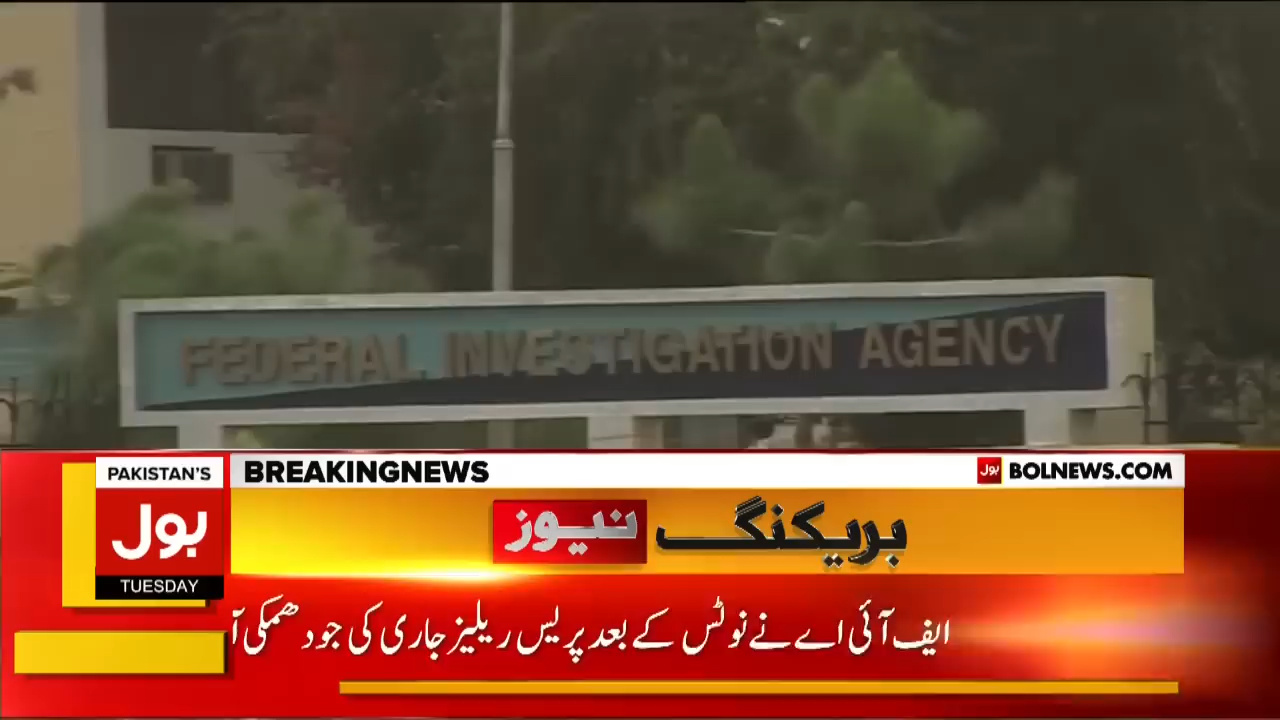 FEDERAL INVESTIGATION AGENCY
PAKISTAN'S
بول
TUESDAY
BREAKINGNEWS
بول BOLNEWS.COM
بریکنگ نیوز
ایف آئی اے نے نوٹس کے بعد پریس ریلیز جاری کی جو دھمکی آ